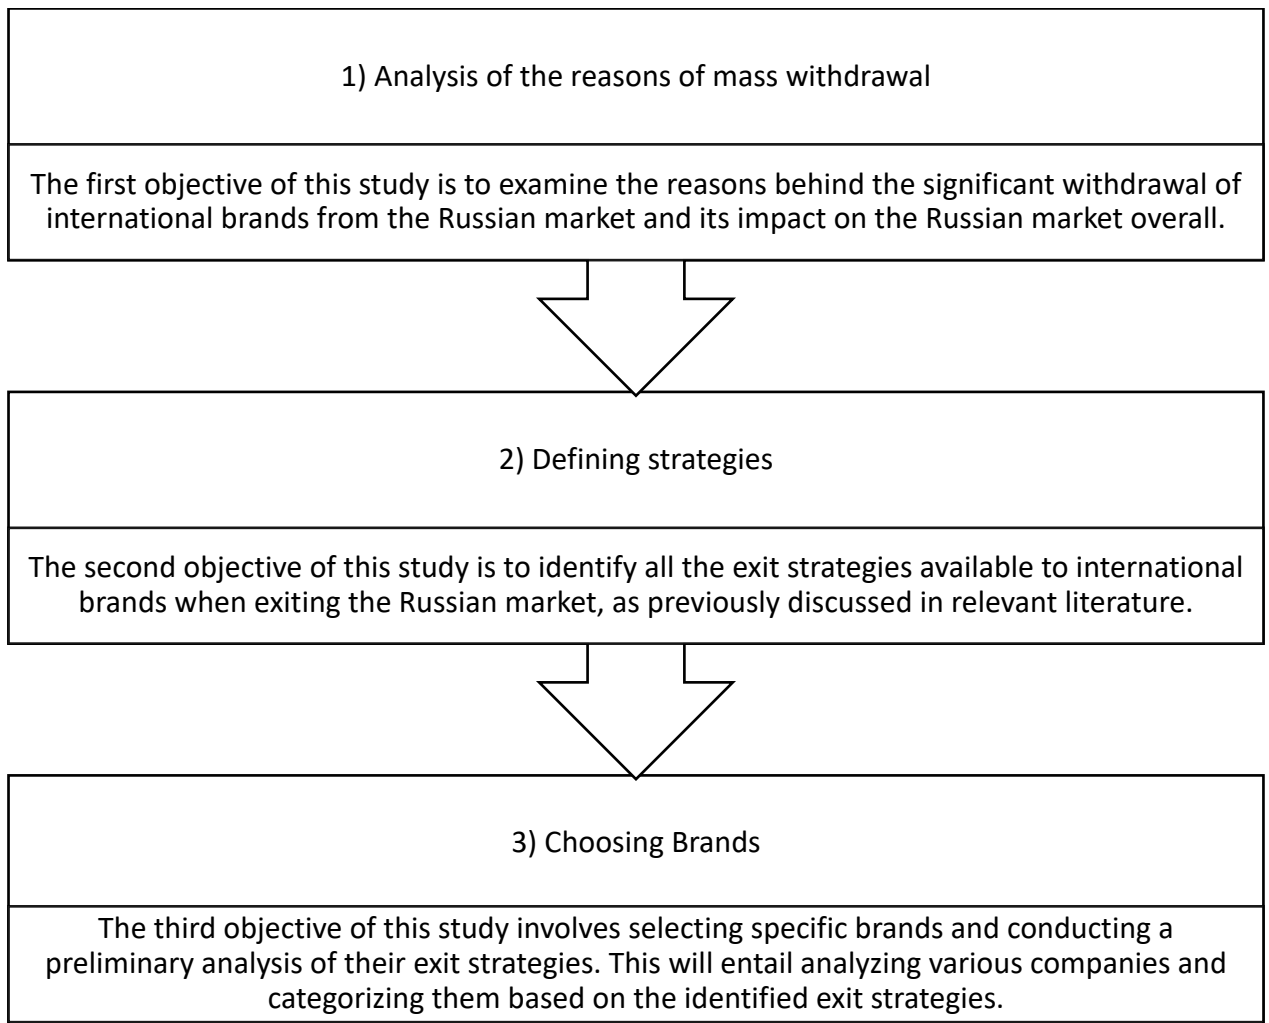 1) Analysis of the reasons of mass withdrawal
The first objective of this study is to examine the reasons behind the significant withdrawal of
international brands from the Russian market and its impact on the Russian market overall.
2) Defining strategies
The second objective of this study is to identify all the exit strategies available to international
brands when exiting the Russian market, as previously discussed in relevant literature.
3) Choosing Brands
The third objective of this study involves selecting specific brands and conducting a
preliminary analysis of their exit strategies. This will entail analyzing various companies and
categorizing them based on the identified exit strategies.